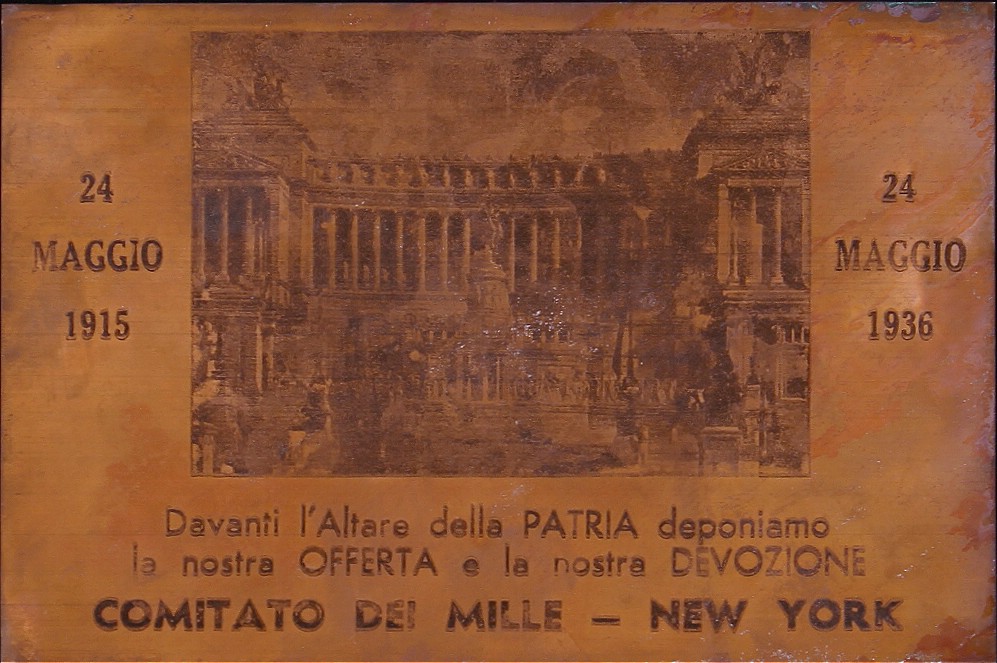 24
MAGGIO
1915
24
MAGGIO
1936
Davanti l'Altare della PATRIA deponiamo
la nostra OFFERTA e la nostra DEVOZIONE
COMITATO DEI MILLE – NEW YORK